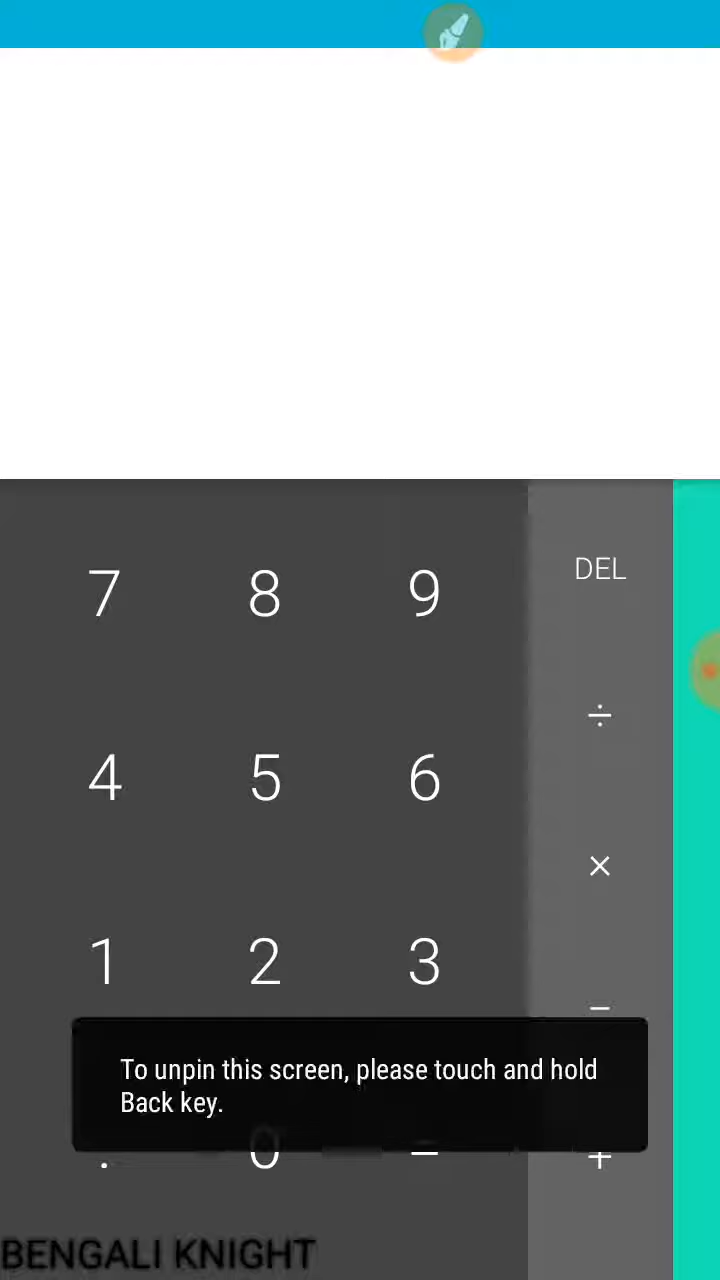 7 8 9 DEL
÷
4 5 6
×
1 2 3
−
To unpin this screen, please touch and hold
Back key.
. 0 = +
BENGALI KNIGHT